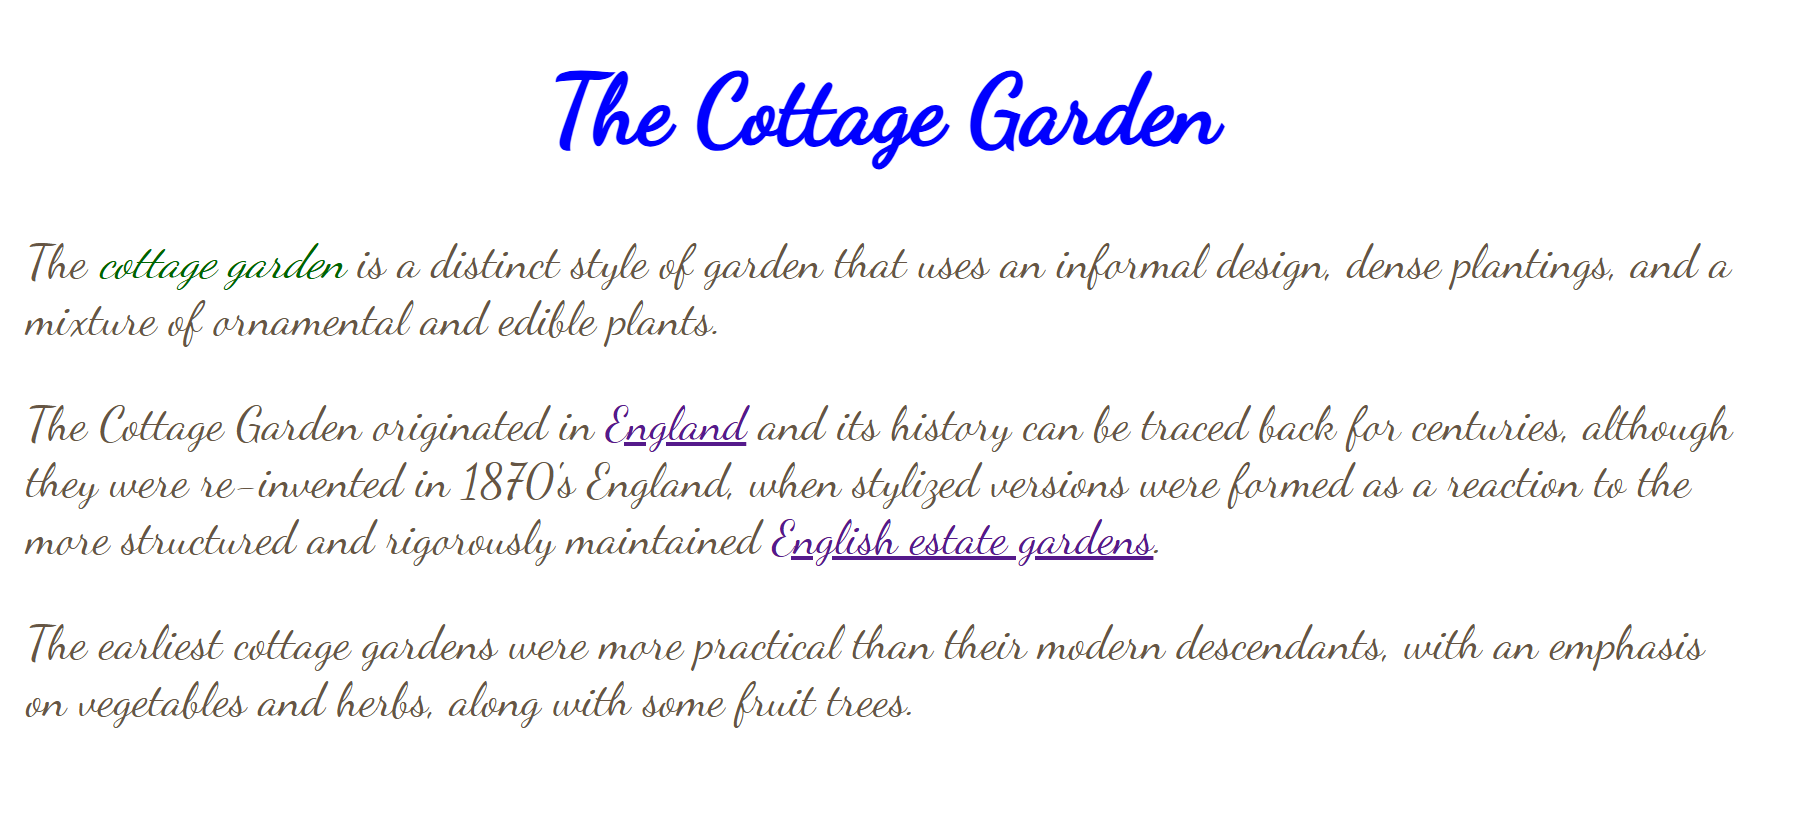 The Cottage Garden
The cottage garden is a distinct style of garden that uses an informal design, dense plantings, and a
mixture of ornamental and edible plants.
The Cottage Garden originated in England and its history can be traced back for centuries, although
they were re-invented in 1870's England, when stylized versions were formed as a reaction to the
more structured and rigorously maintained English estate gardens.
The earliest cottage gardens were more practical than their modern descendants, with an emphasis
on vegetables and herbs, along with some fruit trees.